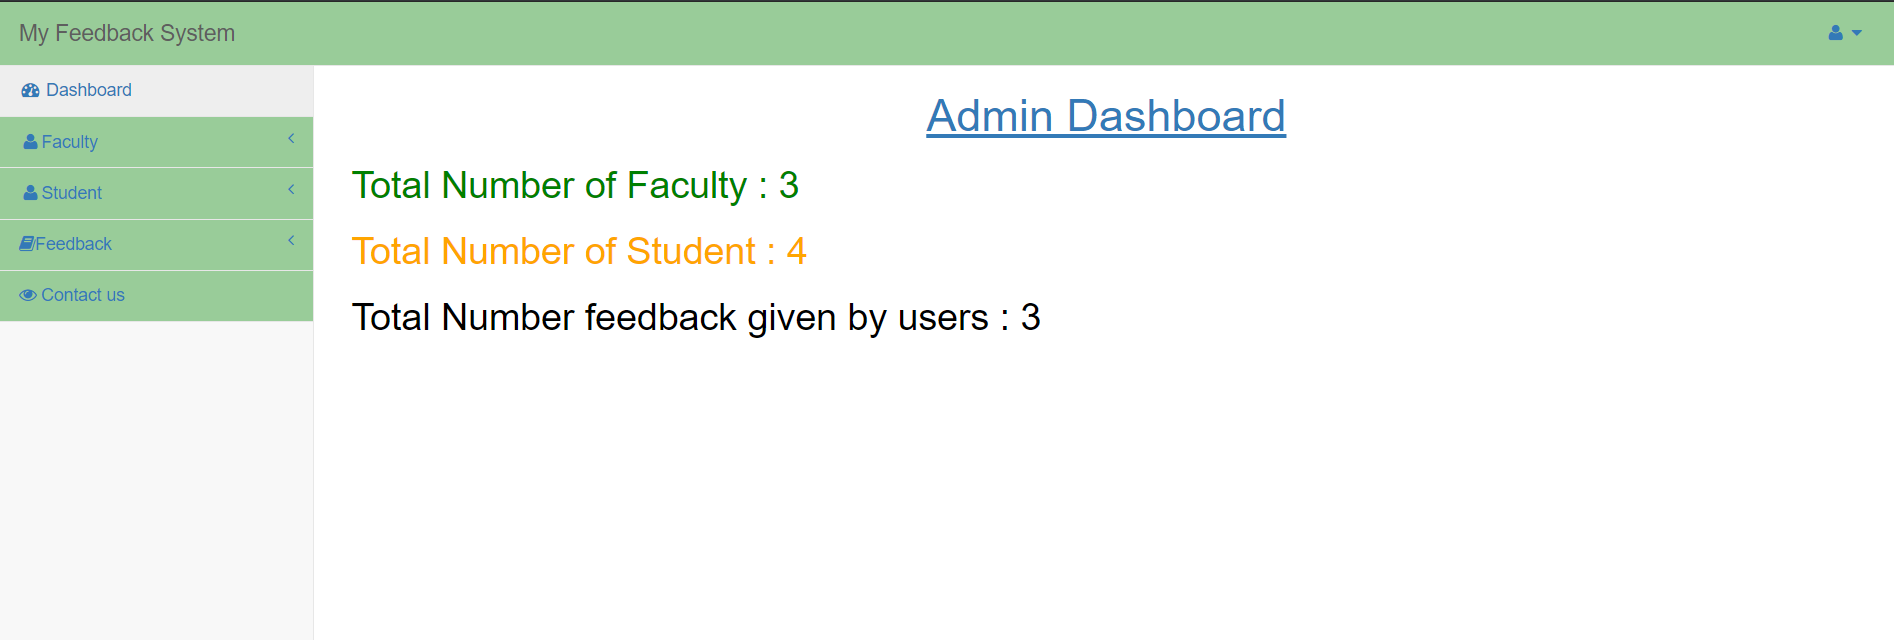 My Feedback System
Dashboard
Faculty
Student
Feedback
Contact us
Admin Dashboard
Total Number of Faculty : 3
Total Number of Student : 4
Total Number feedback given by users : 3